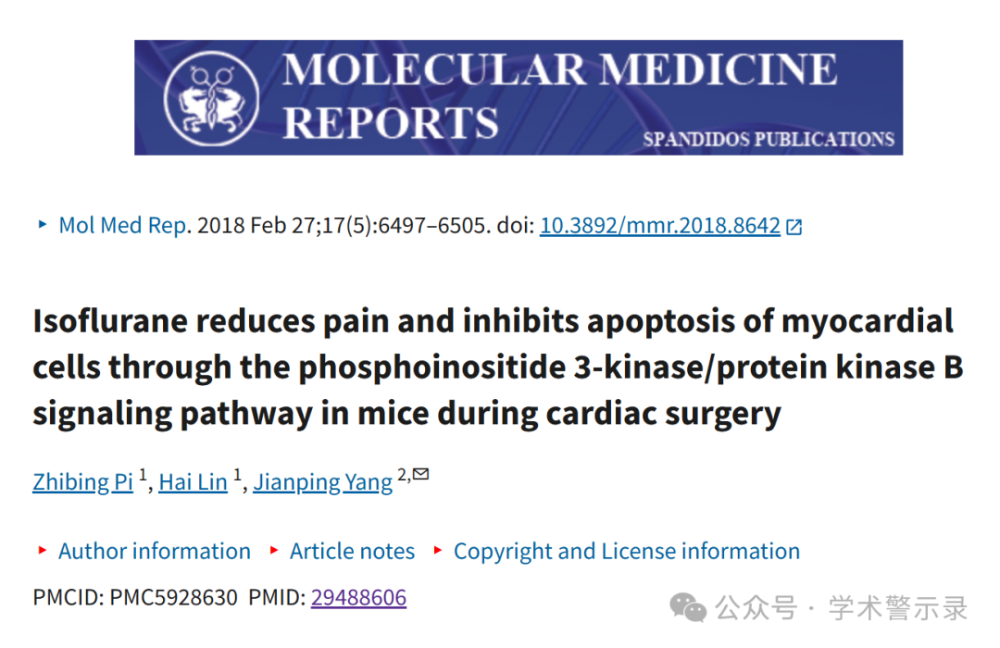 MOLECULAR MEDICINE
REPORTS
SPANDIDOS PUBLICATIONS
Mol Med Rep. 2018 Feb 27;17(5):6497–6505. doi: 10.3892/mmr.2018.8642
Isoflurane reduces pain and inhibits apoptosis of myocardial
cells through the phosphoinositide 3-kinase/protein kinase B
signaling pathway in mice during cardiac surgery
Zhibing Pi 1, Hai Lin 1, Jianping Yang 2,
Author information Article notes Copyright and License information
PMCID: PMC5928630 PMID: 29488606
公众号 · 学术警示录